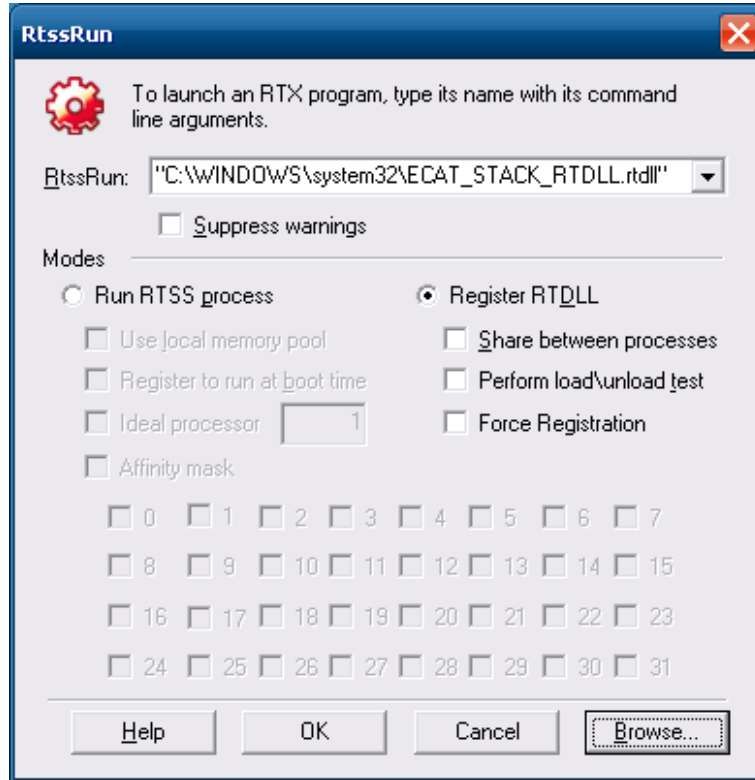 RtssRun
To launch an RTX program, type its name with its command
line arguments.
RtssRun: "C:\WINDOWS\system32\ECAT_STACK_RTDLL.rtdll"
Suppress warnings
Modes
Run RTSS process Register RTDLL
Use local memory pool Share between processes
Register to run at boot time Perform load\unload test
Ideal processor 1 Force Registration
Affinity mask
0 1 2 3 4 5 6 7
8 9 10 11 12 13 14 15
16 17 18 19 20 21 22 23
24 25 26 27 28 29 30 31
Help OK Cancel Browse...